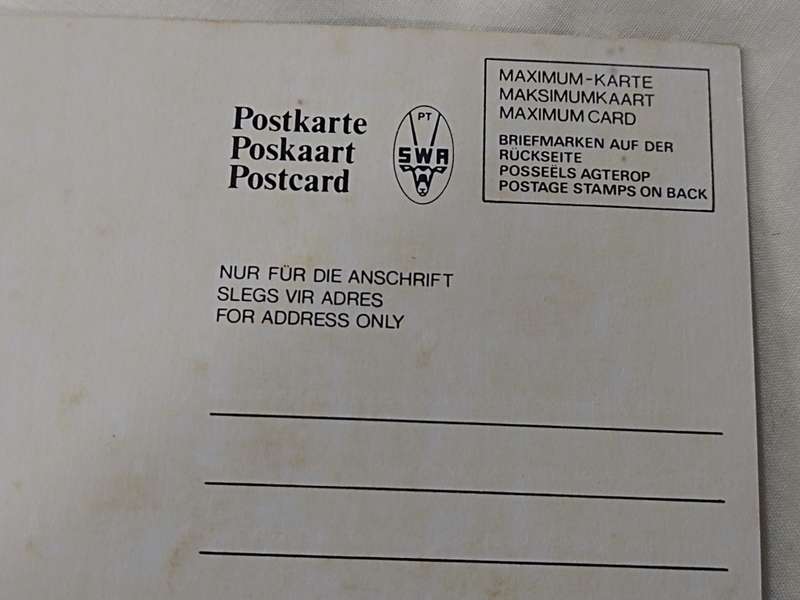 Postkarte
Poskaart
Postcard
PT
SWA
MAXIMUM-KARTE
MAKSIMUMKAART
MAXIMUM CARD
BRIEFMARKEN AUF DER
RÜCKSEITE
POSSEËLS AGTEROP
POSTAGE STAMPS ON BACK
NUR FÜR DIE ANSCHRIFT
SLEGS VIR ADRES
FOR ADDRESS ONLY